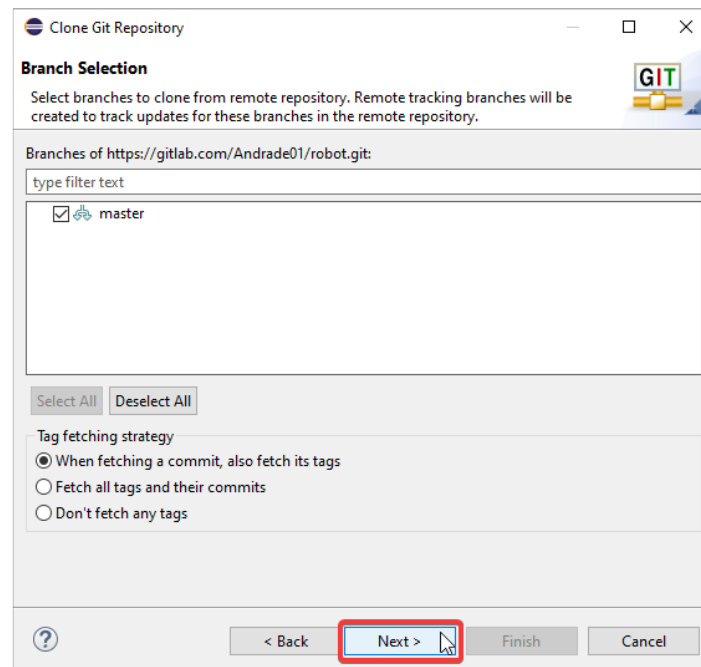 Clone Git Repository
Branch Selection
GIT
Select branches to clone from remote repository. Remote tracking branches will be
created to track updates for these branches in the remote repository.
Branches of https://gitlab.com/Andrade01/robot.git:
type filter text
master
Select All
Deselect All
Tag fetching strategy
When fetching a commit, also fetch its tags
Fetch all tags and their commits
Don't fetch any tags
?
< Back
Next >
Finish
Cancel